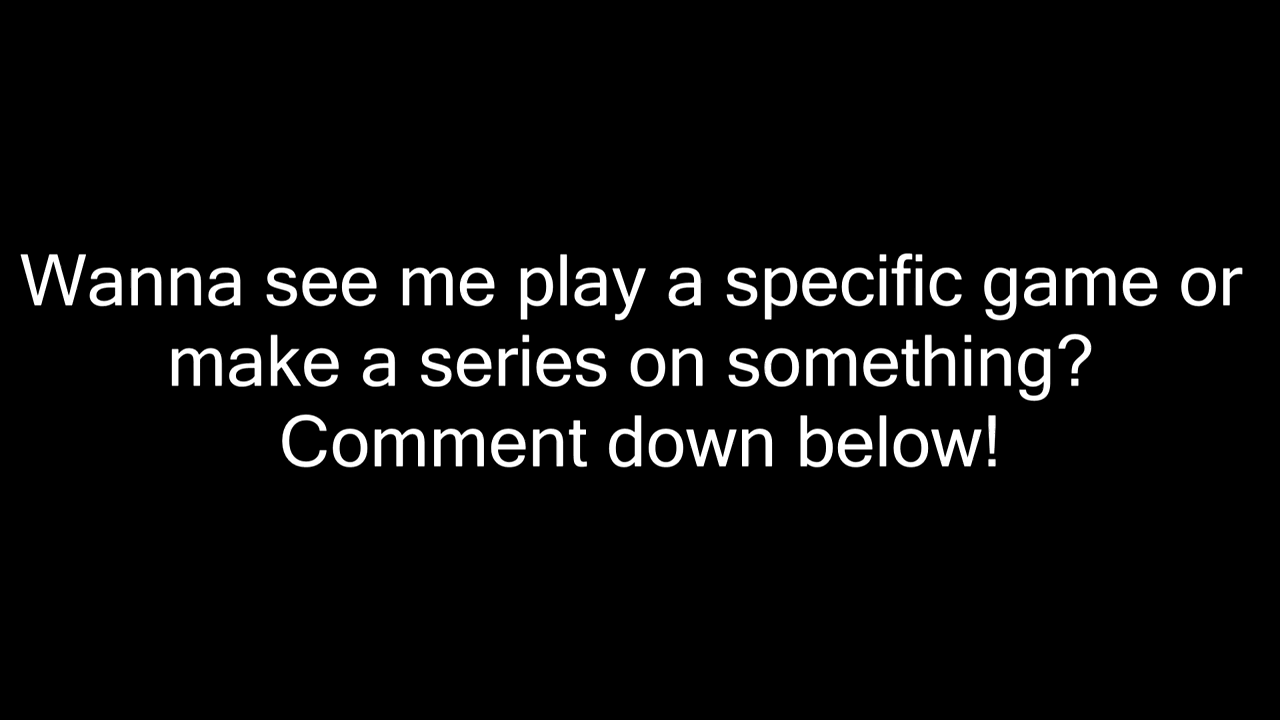 Wanna see me play a specific game or
make a series on something?
Comment down below!